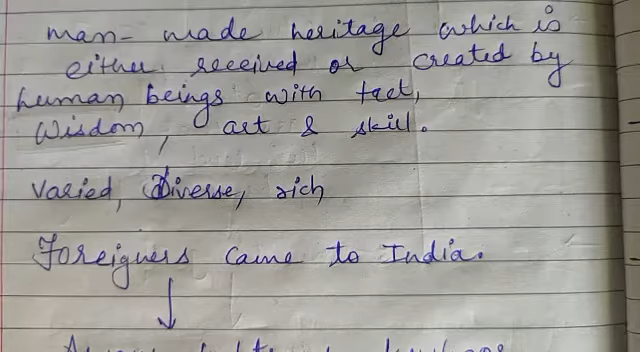 man- made heritage which is
either received or created by
human beings with tact,
Wisdom, art & skill.
Varied, Diverse, rich
Foreigners came to India.